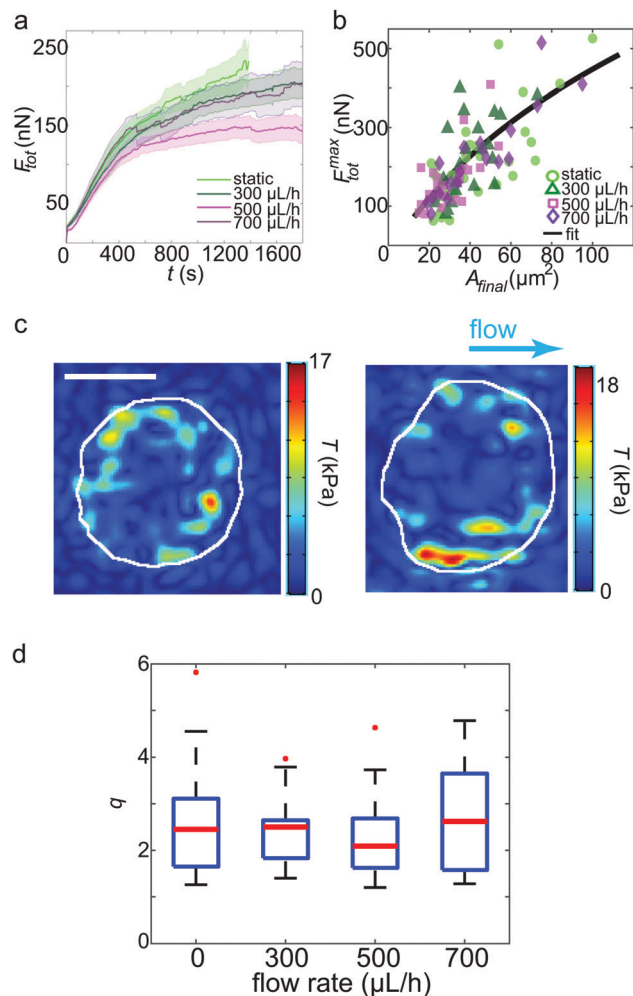 a
F_tot (nN)
250
150
50
0 400 800 1200 1600
t (s)
static
300 µL/h
500 µL/h
700 µL/h
b
F_tot^max (nN)
500
300
100
20 40 60 80 100
A_final (µm²)
static
300 µL/h
500 µL/h
700 µL/h
fit
c
17
T (kPa)
0
flow
18
T (kPa)
0
d
q
6
4
2
0
0 300 500 700
flow rate (µL/h)